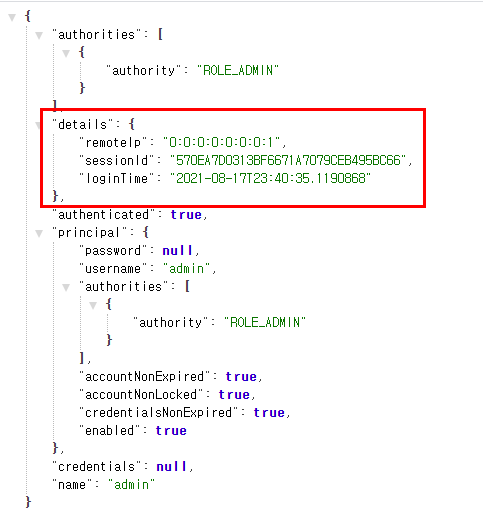 {
"authorities": [
{
"authority": "ROLE_ADMIN"
}
],
"details": {
"remoteIp": "0:0:0:0:0:0:0:1",
"sessionId": "570EA7D0313BF6671A7079CEB495BC66",
"loginTime": "2021-08-17T23:40:35.1190868"
},
"authenticated": true,
"principal": {
"password": null,
"username": "admin",
"authorities": [
{
"authority": "ROLE_ADMIN"
}
],
"accountNonExpired": true,
"accountNonLocked": true,
"credentialsNonExpired": true,
"enabled": true
},
"credentials": null,
"name": "admin"
}